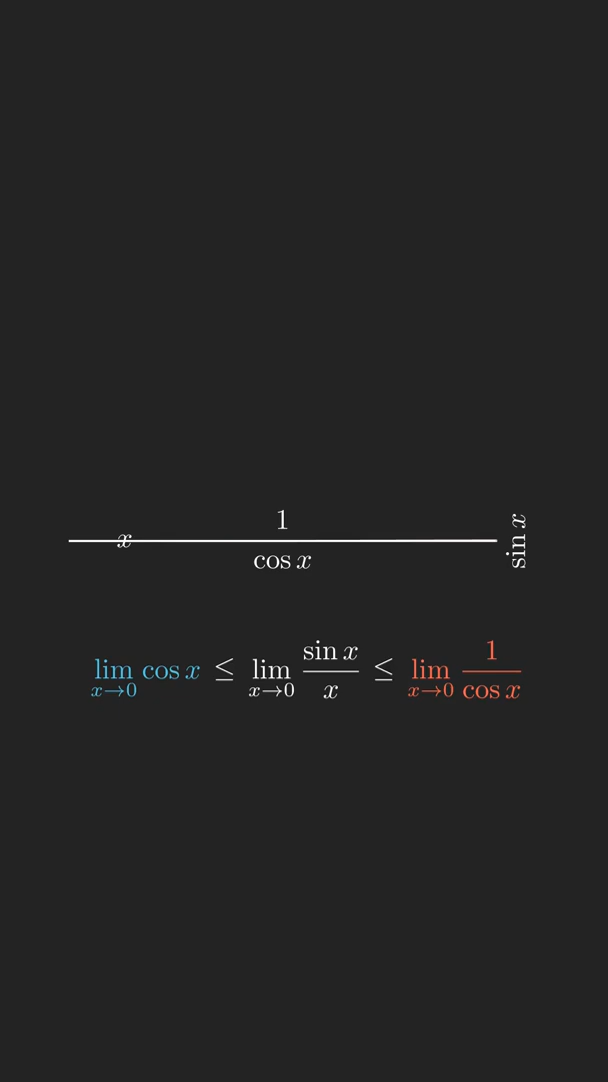 1
x
cos x
sin x
lim x→0 cos x ≤ lim x→0 sin x / x ≤ lim x→0 1 / cos x